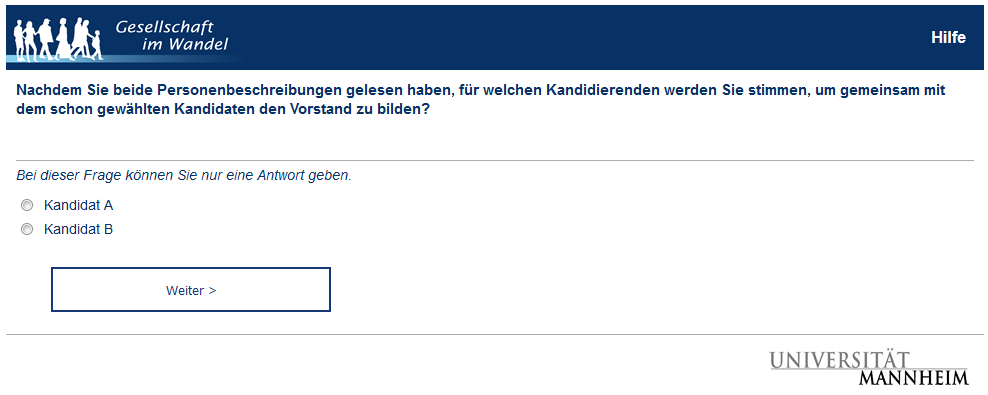 Gesellschaft
im Wandel
Hilfe
Nachdem Sie beide Personenbeschreibungen gelesen haben, für welchen Kandidierenden werden Sie stimmen, um gemeinsam mit
dem schon gewählten Kandidaten den Vorstand zu bilden?
Bei dieser Frage können Sie nur eine Antwort geben.
Kandidat A
Kandidat B
Weiter >
UNIVERSITÄT
MANNHEIM